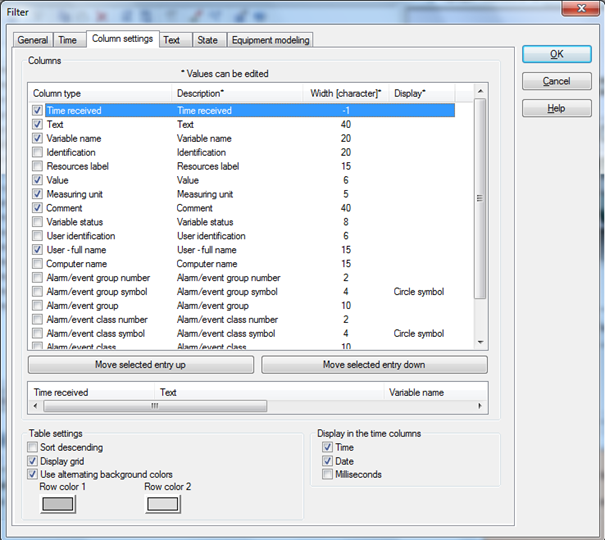 Filter
General Time Column settings Text State Equipment modeling
Columns
* Values can be edited
Column type Description* Width [character]* Display*
Time received Time received -1
Text Text 40
Variable name Variable name 20
Identification Identification 20
Resources label Resources label 15
Value Value 6
Measuring unit Measuring unit 5
Comment Comment 40
Variable status Variable status 8
User identification User identification 6
User - full name User - full name 15
Computer name Computer name 15
Alarm/event group number Alarm/event group number 2
Alarm/event group symbol Alarm/event group symbol 4 Circle symbol
Alarm/event group Alarm/event group 10
Alarm/event class number Alarm/event class number 2
Alarm/event class symbol Alarm/event class symbol 4 Circle symbol
Alarm/event class Alarm/event class 10
Move selected entry up Move selected entry down
Time received Text Variable name
Table settings
Sort descending
Display grid
Use alternating background colors
Row color 1 Row color 2
Display in the time columns
Time
Date
Milliseconds
OK
Cancel
Help